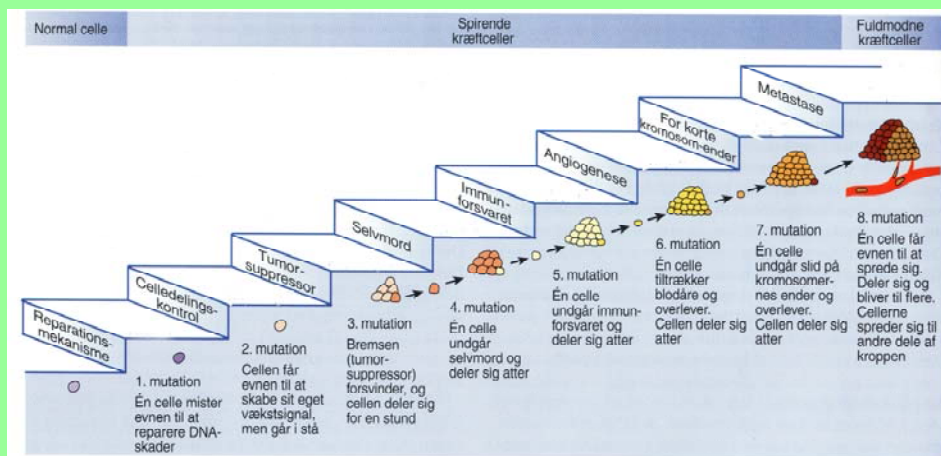 Normal celle
Spirende
kræftceller
Fuldmodne
kræftceller
Reparations-
mekanisme
Celledelings-
kontrol
Tumor-
suppressor
Selvmord
Immun-
forsvaret
Angiogenese
For korte
kromosom-ender
Metastase
1. mutation
Én celle mister
evnen til at
reparere DNA-
skader
2. mutation
Cellen får
evnen til at
skabe sit eget
vækstsignal,
men går i stå
3. mutation
Bremsen
(tumor-
suppressor)
forsvinder, og
cellen deler sig
for en stund
4. mutation
Én celle
undgår
selvmord og
deler sig atter
5. mutation
Én celle
undgår immun-
forsvaret og
deler sig atter
6. mutation
Én celle
tiltrækker
blodåre og
overlever.
Cellen deler sig
atter
7. mutation
Én celle
undgår slid på
kromosomer-
nes ender og
overlever.
Cellen deler sig
atter
8. mutation
Én celle får
evnen til at
sprede sig.
Deler sig og
bliver til flere.
Cellerne
spreder sig til
andre dele af
kroppen